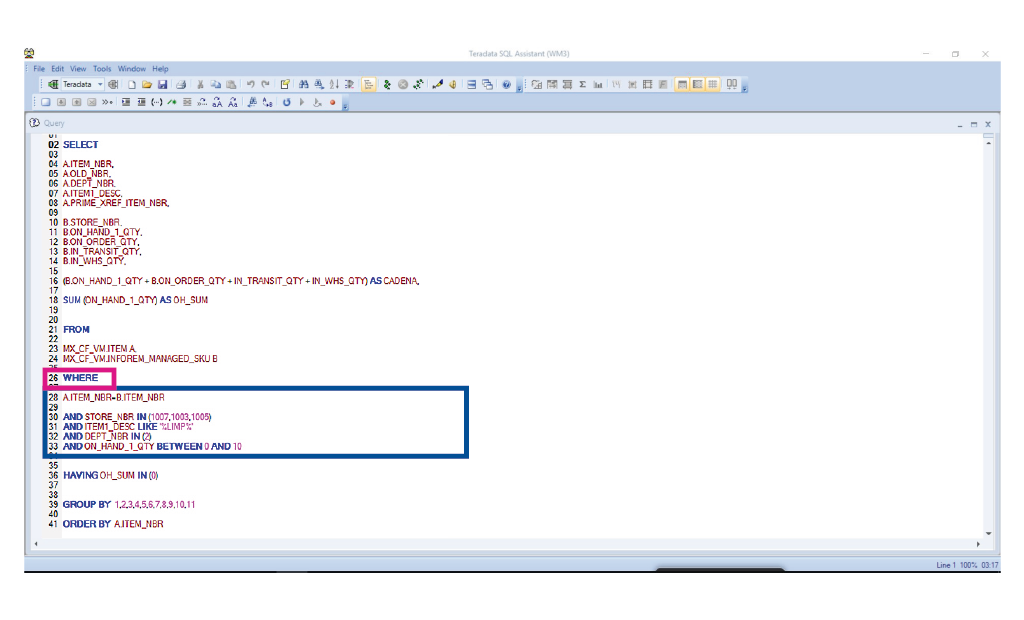 Teradata SQL Assistant (WM3)
File Edit View Tools Window Help
Teradata
Query
01
02 SELECT
03
04 A.ITEM_NBR,
05 A.OLD_NBR,
06 A.DEPT_NBR,
07 A.ITEM1_DESC,
08 A.PRIME_XREF_ITEM_NBR,
09
10 B.STORE_NBR,
11 B.ON_HAND_1_QTY,
12 B.ON_ORDER_QTY,
13 B.IN_TRANSIT_QTY,
14 B.IN_WHS_QTY,
15
16 (B.ON_HAND_1_QTY + B.ON_ORDER_QTY + IN_TRANSIT_QTY + IN_WHS_QTY) AS CADENA,
17
18 SUM (ON_HAND_1_QTY) AS OH_SUM
19
20
21 FROM
22
23 MX_CF_VM.ITEM A,
24 MX_CF_VM.INFOREM_MANAGED_SKU B
26 WHERE
28 A.ITEM_NBR=B.ITEM_NBR
29
30 AND STORE_NBR IN (1007,1003,1005)
31 AND ITEM1_DESC LIKE '%LIMP%'
32 AND DEPT_NBR IN (2)
33 AND ON_HAND_1_QTY BETWEEN 0 AND 10
35
36 HAVING OH_SUM IN (0)
37
38
39 GROUP BY 1,2,3,4,5,6,7,8,9,10,11
40
41 ORDER BY A.ITEM_NBR
Line 1 100% 03:17